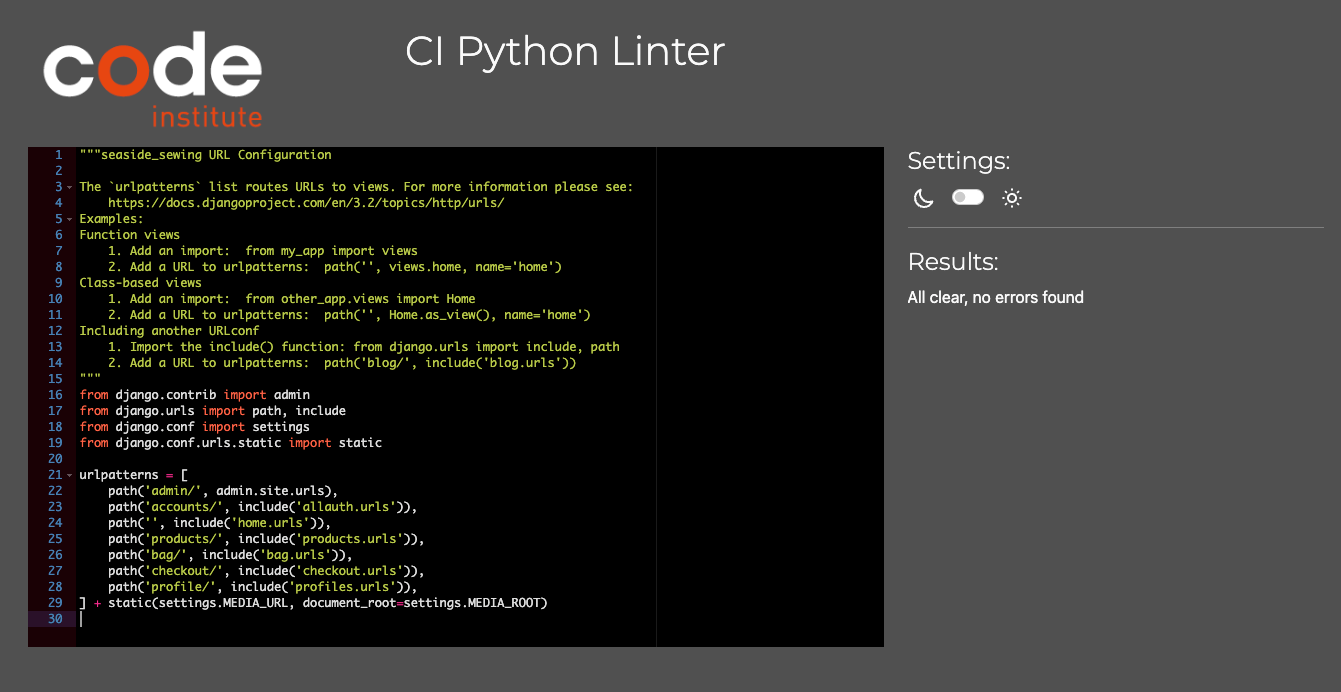 code
institute
CI Python Linter
1 """seaside_sewing URL Configuration
2
3 The `urlpatterns` list routes URLs to views. For more information please see:
4     https://docs.djangoproject.com/en/3.2/topics/http/urls/
5 Examples:
6 Function views
7     1. Add an import:  from my_app import views
8     2. Add a URL to urlpatterns:  path('', views.home, name='home')
9 Class-based views
10     1. Add an import:  from other_app.views import Home
11     2. Add a URL to urlpatterns:  path('', Home.as_view(), name='home')
12 Including another URLconf
13     1. Import the include() function: from django.urls import include, path
14     2. Add a URL to urlpatterns:  path('blog/', include('blog.urls'))
15 """
16 from django.contrib import admin
17 from django.urls import path, include
18 from django.conf import settings
19 from django.conf.urls.static import static
20
21 urlpatterns = [
22     path('admin/', admin.site.urls),
23     path('accounts/', include('allauth.urls')),
24     path('', include('home.urls')),
25     path('products/', include('products.urls')),
26     path('bag/', include('bag.urls')),
27     path('checkout/', include('checkout.urls')),
28     path('profile/', include('profiles.urls')),
29 ] + static(settings.MEDIA_URL, document_root=settings.MEDIA_ROOT)
30
Settings:
Results:
All clear, no errors found